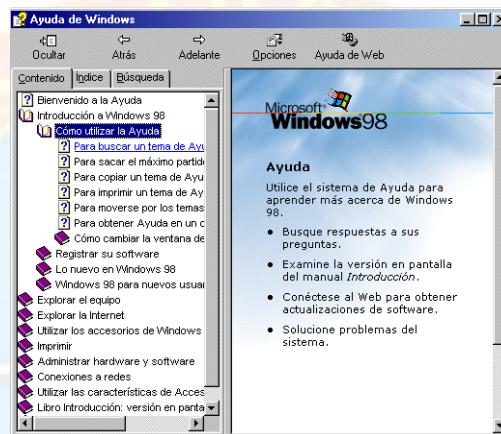 Ayuda de Windows
Ocultar Atrás Adelante Opciones Ayuda de Web
Contenido Índice Búsqueda
Bienvenido a la Ayuda
Introducción a Windows 98
Cómo utilizar la Ayuda
Para buscar un tema de Ayu
Para sacar el máximo partid
Para copiar un tema de Ayu
Para imprimir un tema de Ay
Para moverse por los temas
Para obtener Ayuda en un c
Cómo cambiar la ventana de
Registrar su software
Lo nuevo en Windows 98
Windows 98 para nuevos usuar
Explorar el equipo
Explorar la Internet
Utilizar los accesorios de Windows
Imprimir
Administrar hardware y software
Conexiones a redes
Utilizar las características de Acces
Libro Introducción: versión en panta
Microsoft
Windows98
Ayuda
Utilice el sistema de Ayuda para
aprender más acerca de Windows
98.
• Busque respuestas a sus
preguntas.
• Examine la versión en pantalla
del manual Introducción.
• Conéctese al Web para obtener
actualizaciones de software.
• Solucione problemas del
sistema.